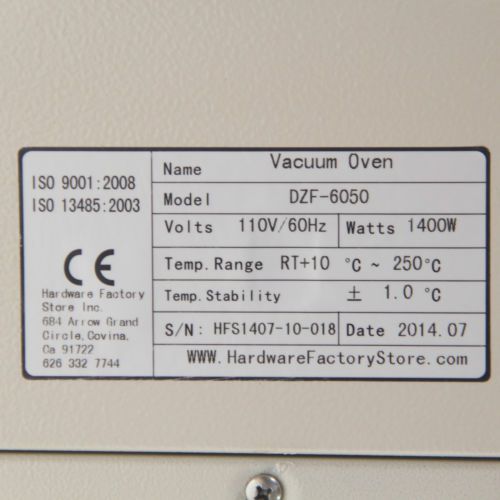 ISO 9001:2008
ISO 13485:2003
CE
Hardware Factory
Store Inc.
684 Arrow Grand
Circle, Covina,
Ca 91722
626 332 7744
Name Vacuum Oven
Model DZF-6050
Volts 110V/60Hz Watts 1400W
Temp. Range RT+10 °C ~ 250°C
Temp. Stability ± 1.0 °C
S/N: HFS1407-10-018 Date 2014.07
WWW.HardwareFactoryStore.com